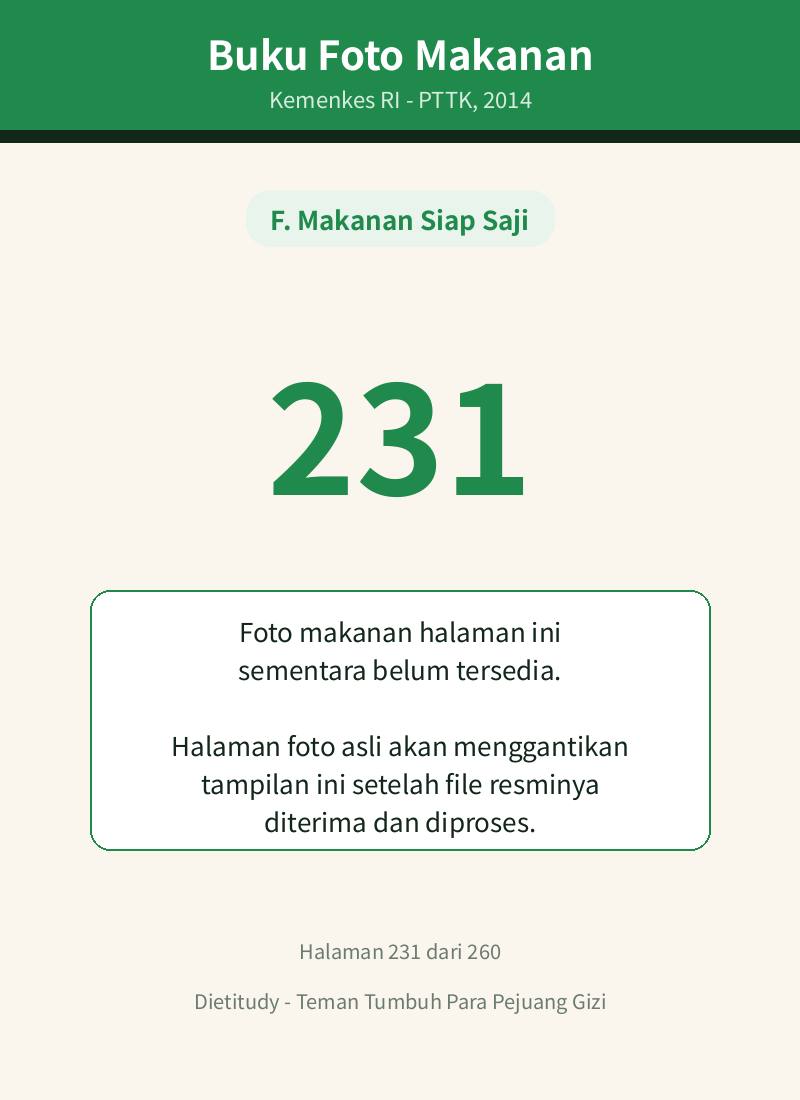 Buku Foto Makanan
Kemenkes RI - PTTK, 2014
F. Makanan Siap Saji
231
Foto makanan halaman ini
sementara belum tersedia.
Halaman foto asli akan menggantikan
tampilan ini setelah file resminya
diterima dan diproses.
Halaman 231 dari 260
Dietitudy - Teman Tumbuh Para Pejuang Gizi